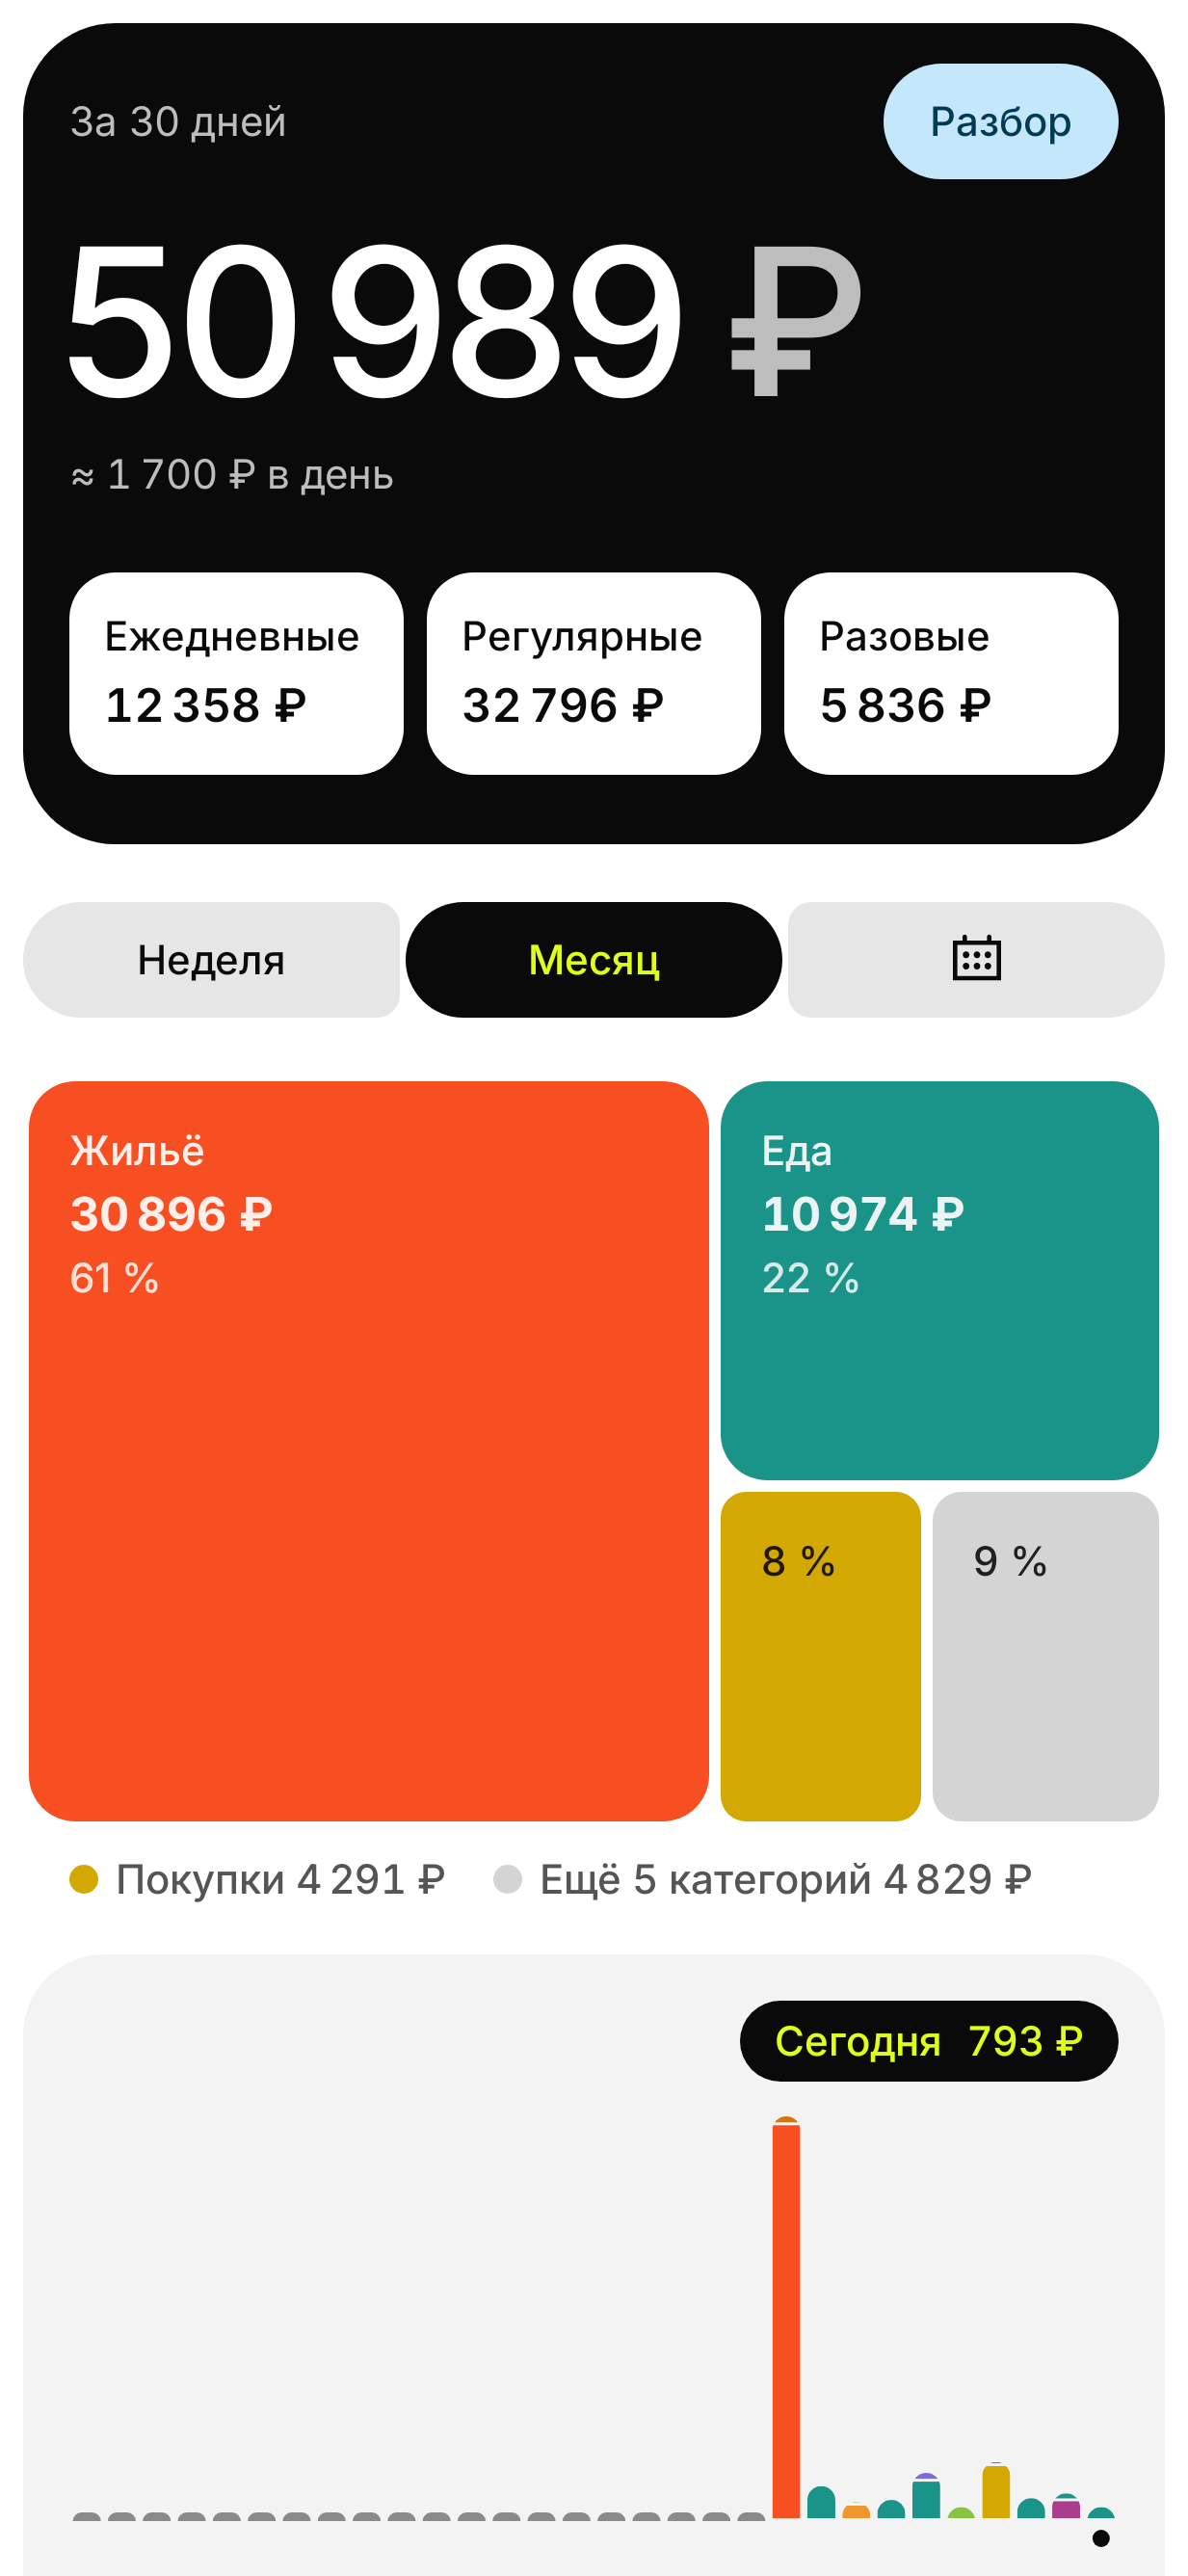 За 30 дней
Разбор
50 989 ₽
≈ 1 700 ₽ в день
Ежедневные
12 358 ₽
Регулярные
32 796 ₽
Разовые
5 836 ₽
Неделя
Месяц
Жильё
30 896 ₽
61 %
Еда
10 974 ₽
22 %
8 %
9 %
Покупки 4 291 ₽
Ещё 5 категорий 4 829 ₽
Сегодня 793 ₽